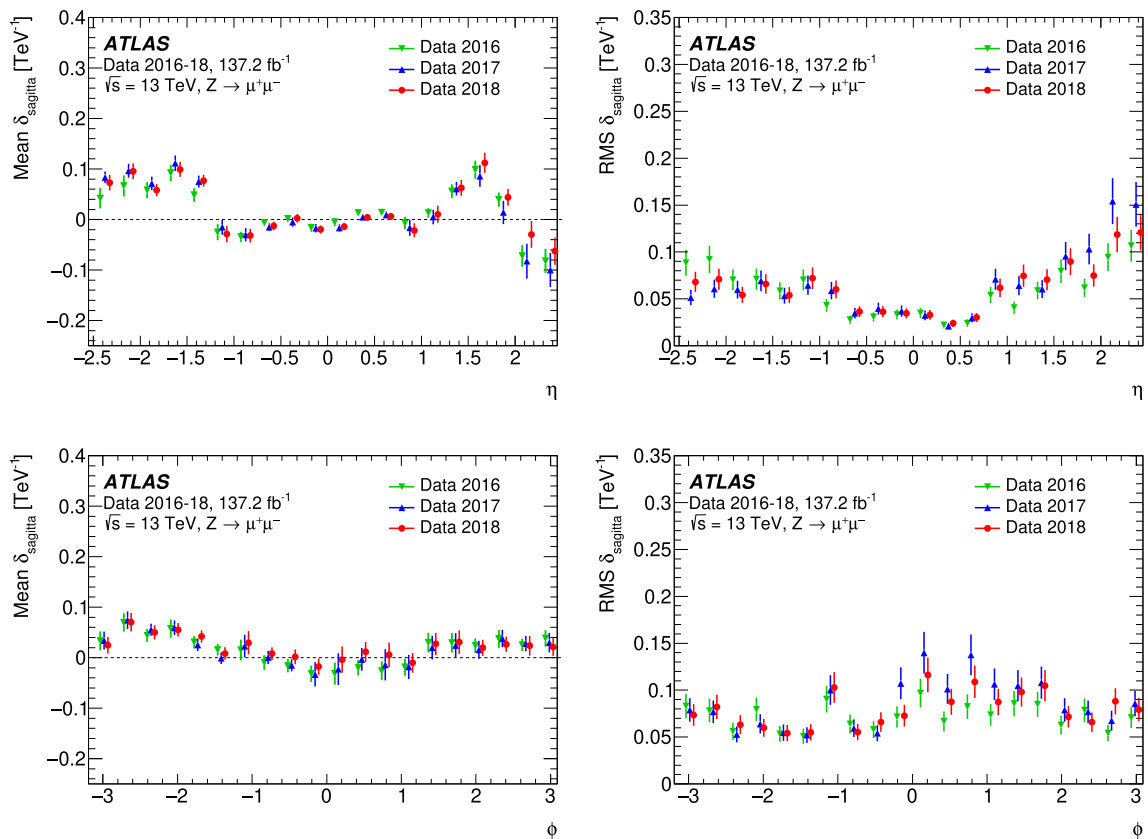 Mean δsagitta [TeV⁻¹]
0.4
0.3
0.2
0.1
0
−0.1
−0.2
ATLAS
Data 2016-18, 137.2 fb⁻¹
√s = 13 TeV, Z → μ⁺μ⁻
Data 2016
Data 2017
Data 2018
−2.5 −2 −1.5 −1 −0.5 0 0.5 1 1.5 2
η
RMS δsagitta [TeV⁻¹]
0.35
0.3
0.25
0.2
0.15
0.1
0.05
0
ATLAS
Data 2016-18, 137.2 fb⁻¹
√s = 13 TeV, Z → μ⁺μ⁻
Data 2016
Data 2017
Data 2018
−2.5 −2 −1.5 −1 −0.5 0 0.5 1 1.5 2
η
Mean δsagitta [TeV⁻¹]
0.4
0.3
0.2
0.1
0
−0.1
−0.2
ATLAS
Data 2016-18, 137.2 fb⁻¹
√s = 13 TeV, Z → μ⁺μ⁻
Data 2016
Data 2017
Data 2018
−3 −2 −1 0 1 2 3
ϕ
RMS δsagitta [TeV⁻¹]
0.35
0.3
0.25
0.2
0.15
0.1
0.05
0
ATLAS
Data 2016-18, 137.2 fb⁻¹
√s = 13 TeV, Z → μ⁺μ⁻
Data 2016
Data 2017
Data 2018
−3 −2 −1 0 1 2 3
ϕ